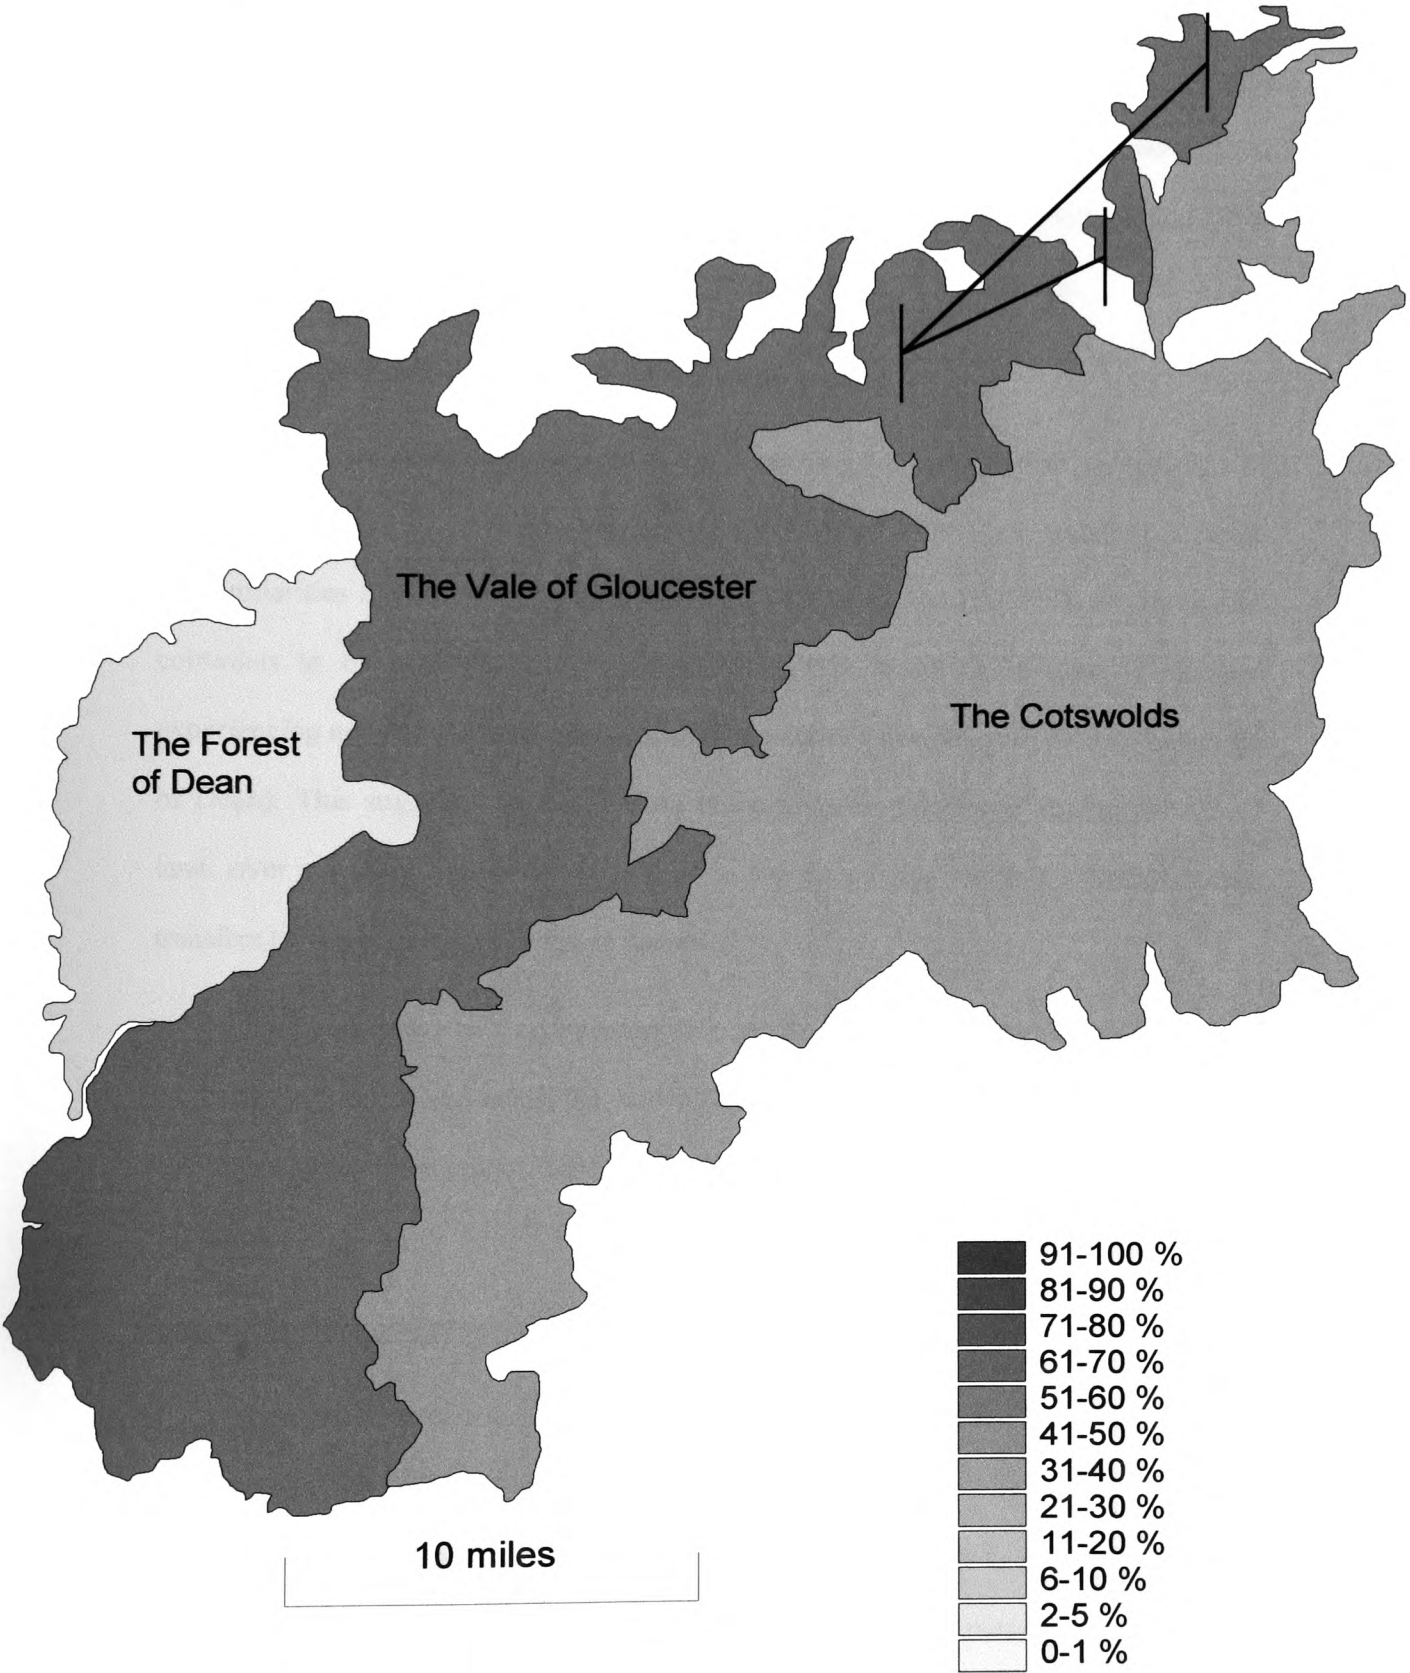 The Vale of Gloucester
The Cotswolds
The Forest
of Dean
91-100 %
81-90 %
71-80 %
61-70 %
51-60 %
41-50 %
31-40 %
21-30 %
11-20 %
6-10 %
2-5 %
0-1 %
10 miles